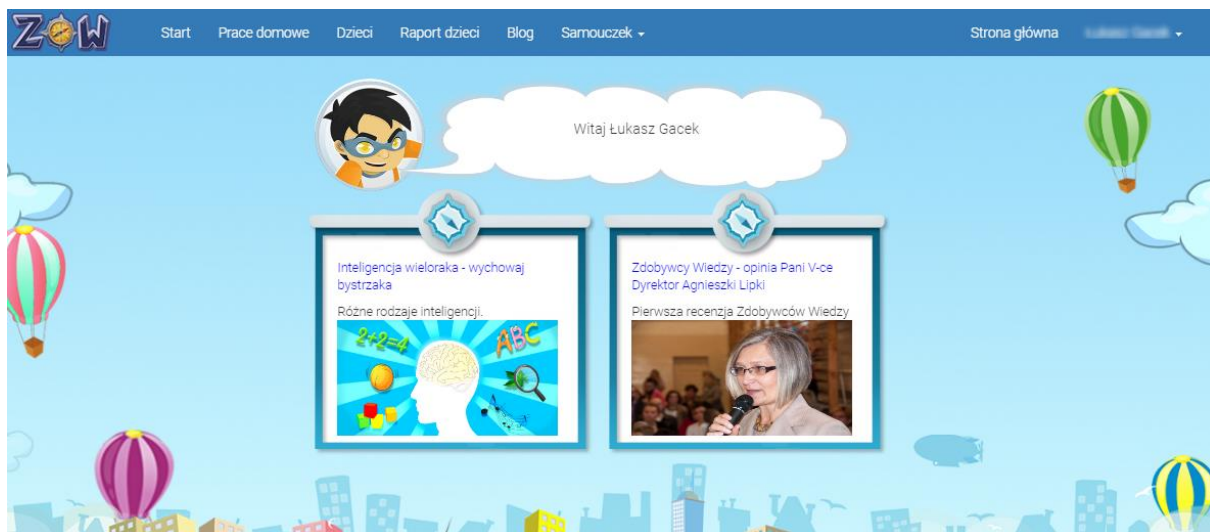 ZOW
Start Prace domowe Dzieci Raport dzieci Blog Samouczek
Strona główna
Witaj Łukasz Gacek
Inteligencja wieloraka - wychowaj
bystrzaka
Różne rodzaje inteligencji.
2+2=4
ABC
Zdobywcy Wiedzy - opinia Pani V-ce
Dyrektor Agnieszki Lipki
Pierwsza recenzja Zdobywców Wiedzy